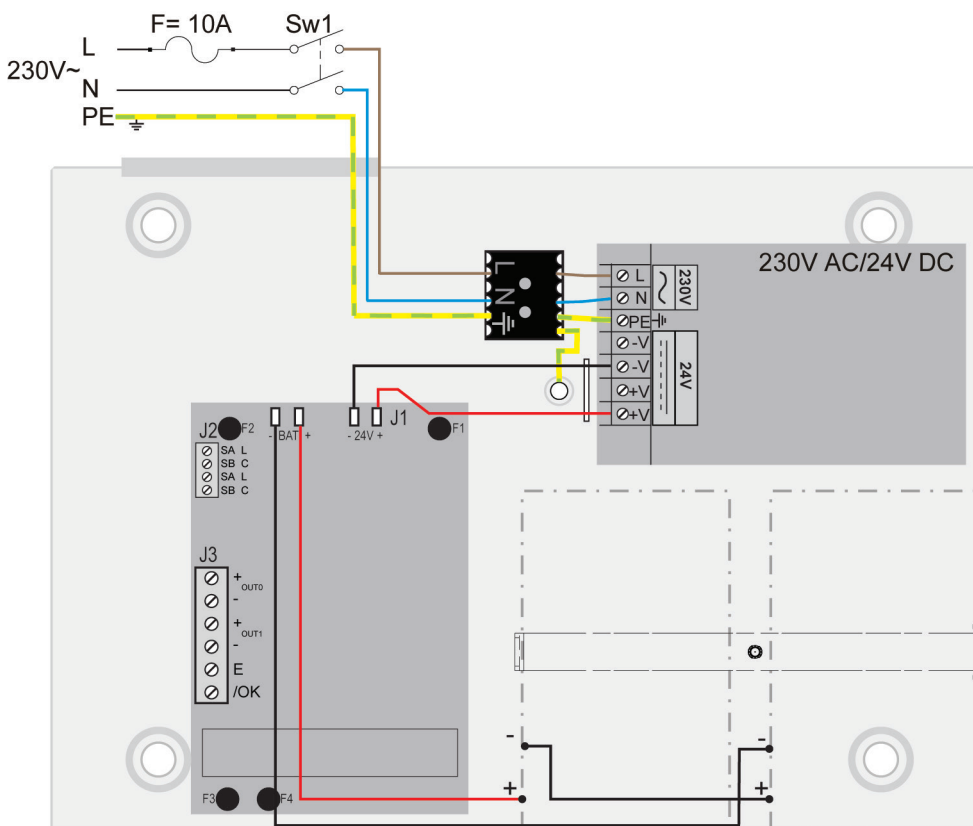 F= 10A Sw1
L
230V~
N
PE
230V AC/24V DC
L
N
L
N
PE
-V
-V
+V
+V
230V
24V
J1
- BAT +
- 24V +
F2
F1
J2
SA L
SB C
SA L
SB C
J3
+
OUT0
-
+
OUT1
-
E
/OK
- -
+ +
F3
F4